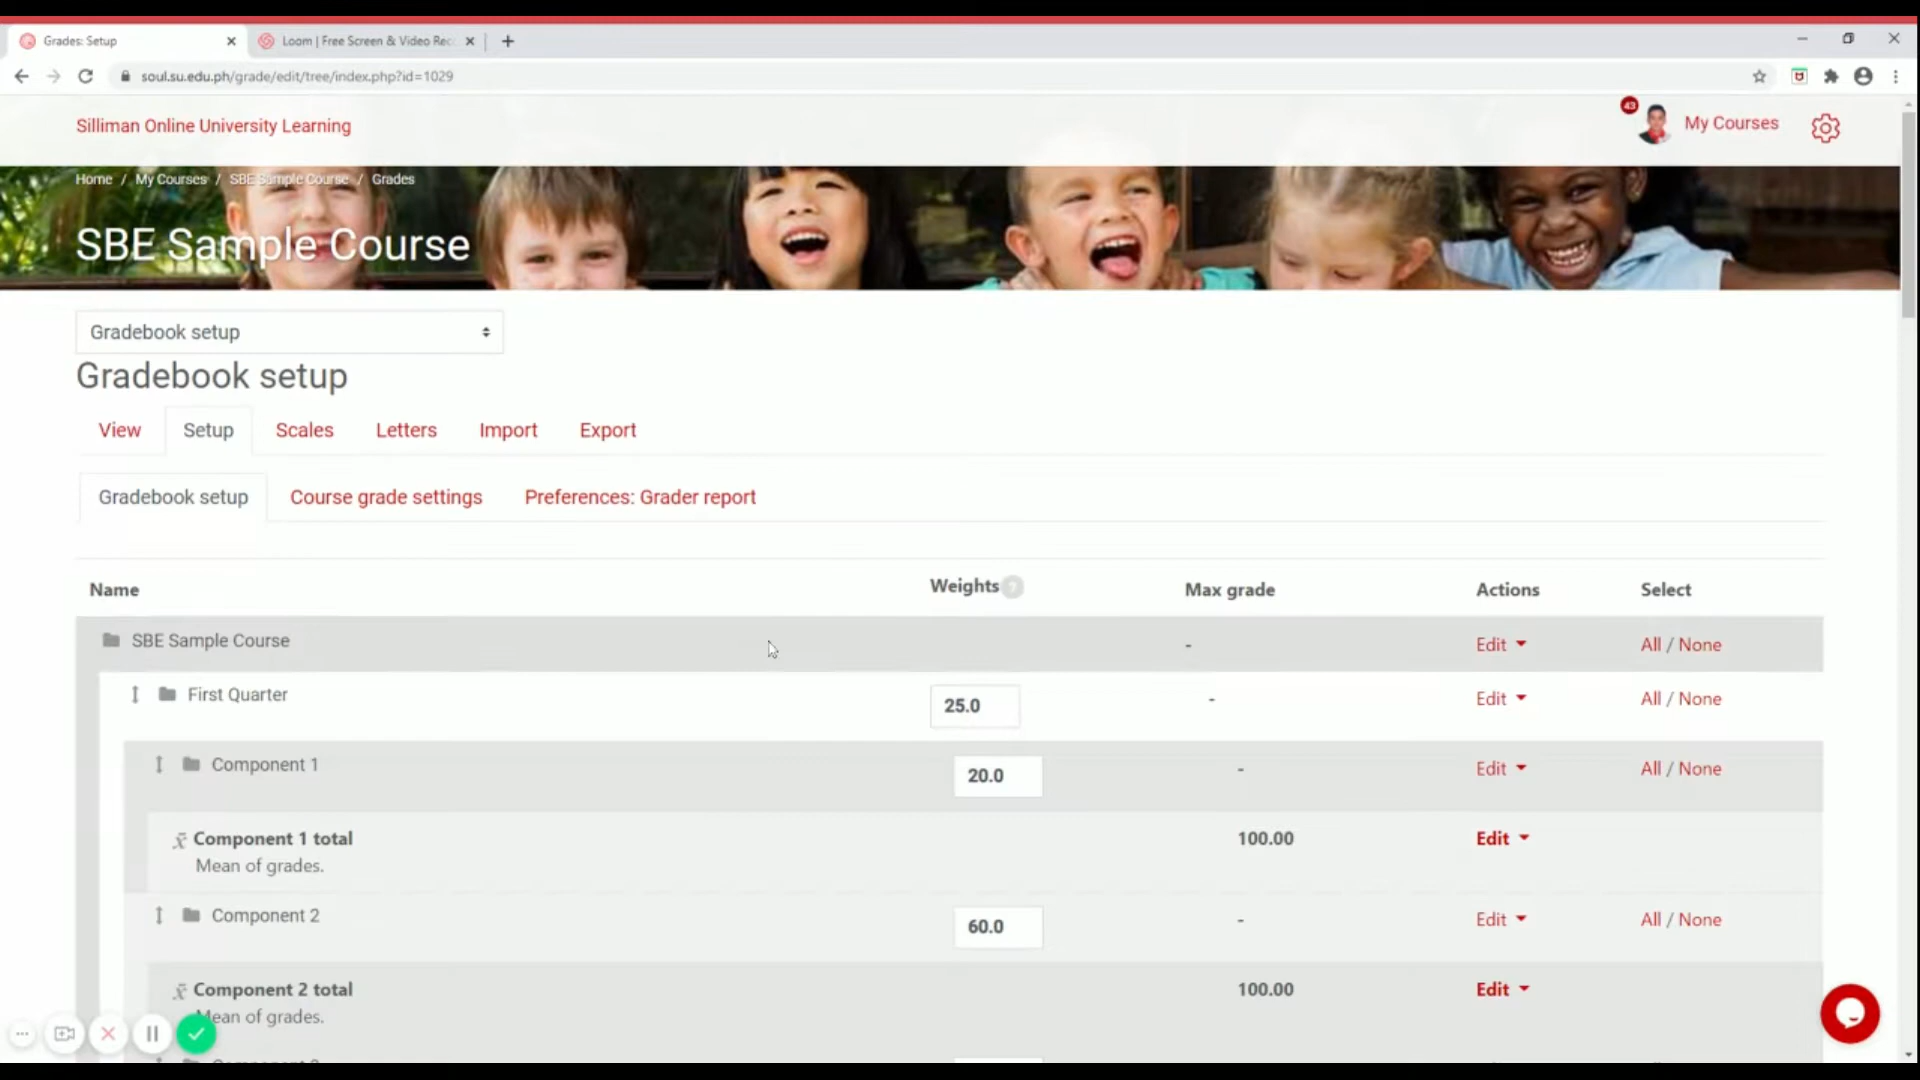 Grades: Setup
Loom | Free Screen & Video Rec
soul.su.edu.ph/grade/edit/tree/index.php?id=1029
Silliman Online University Learning
43
My Courses
Home / My Courses / SBE Sample Course / Grades
SBE Sample Course
Gradebook setup
Gradebook setup
View Setup Scales Letters Import Export
Gradebook setup Course grade settings Preferences: Grader report
Name Weights ? Max grade Actions Select
SBE Sample Course - Edit All / None
First Quarter 25.0 - Edit All / None
Component 1 20.0 - Edit All / None
x̄ Component 1 total 100.00 Edit
Mean of grades.
Component 2 60.0 - Edit All / None
x̄ Component 2 total 100.00 Edit
Mean of grades.